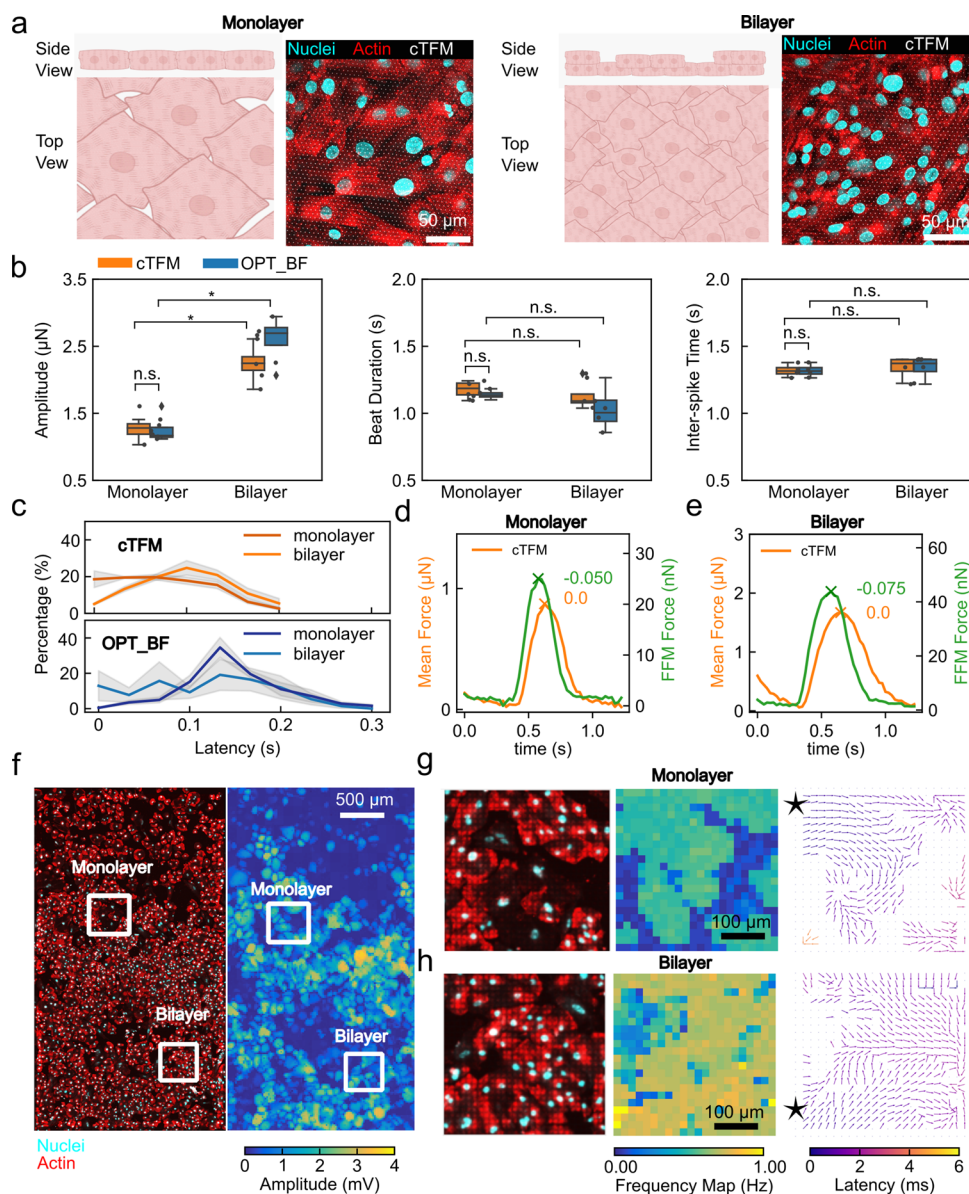 a
Monolayer
Bilayer
Side
View
Nuclei Actin cTFM
Side
View
Nuclei Actin cTFM
Top
Vew
Top
View
50 µm
50 µm
b
cTFM
OPT_BF
Amplitude (µN)
3.5
2.5
1.5
0.5
*
*
n.s.
Monolayer
Bilayer
Beat Duration (s)
2.0
1.5
1.0
0.5
n.s.
n.s.
n.s.
Monolayer
Bilayer
Inter-spike Time (s)
2.0
1.5
1.0
0.5
n.s.
n.s.
n.s.
Monolayer
Bilayer
c
Percentage (%)
40
20
0
cTFM
monolayer
bilayer
40
20
0
OPT_BF
monolayer
bilayer
0.0
0.1
0.2
0.3
Latency (s)
d
Monolayer
cTFM
-0.050
0.0
Mean Force (µN)
1
0
FFM Force (nN)
30
20
10
0
0.0
0.5
1.0
time (s)
e
Bilayer
cTFM
-0.075
0.0
Mean Force (µN)
3
2
1
0
FFM Force (nN)
60
40
20
0
0.0
0.5
1.0
time (s)
f
500 µm
Monolayer
Monolayer
Bilayer
Bilayer
Nuclei
Actin
0 2 4
Amplitude (mV)
g
Monolayer
100 µm
h
Bilayer
100 µm
0.00
1.00
Frequency Map (Hz)
0 2 4 6
Latency (ms)